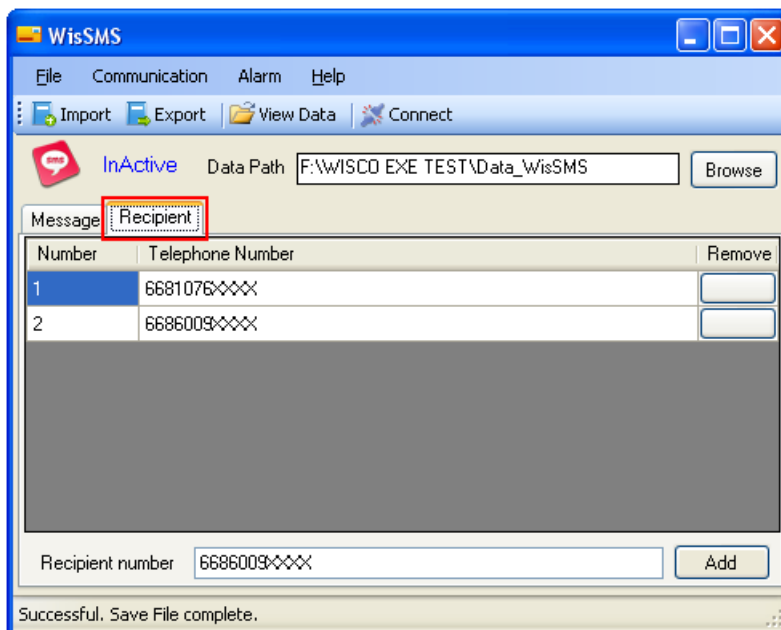 WisSMS
File Communication Alarm Help
Import Export View Data Connect
sms InActive Data Path F:\WISCO EXE TEST\Data_WisSMS Browse
Message Recipient
Number Telephone Number Remove
1 6681076XXXX
2 6686009XXXX
Recipient number 6686009XXXX Add
Successful. Save File complete.